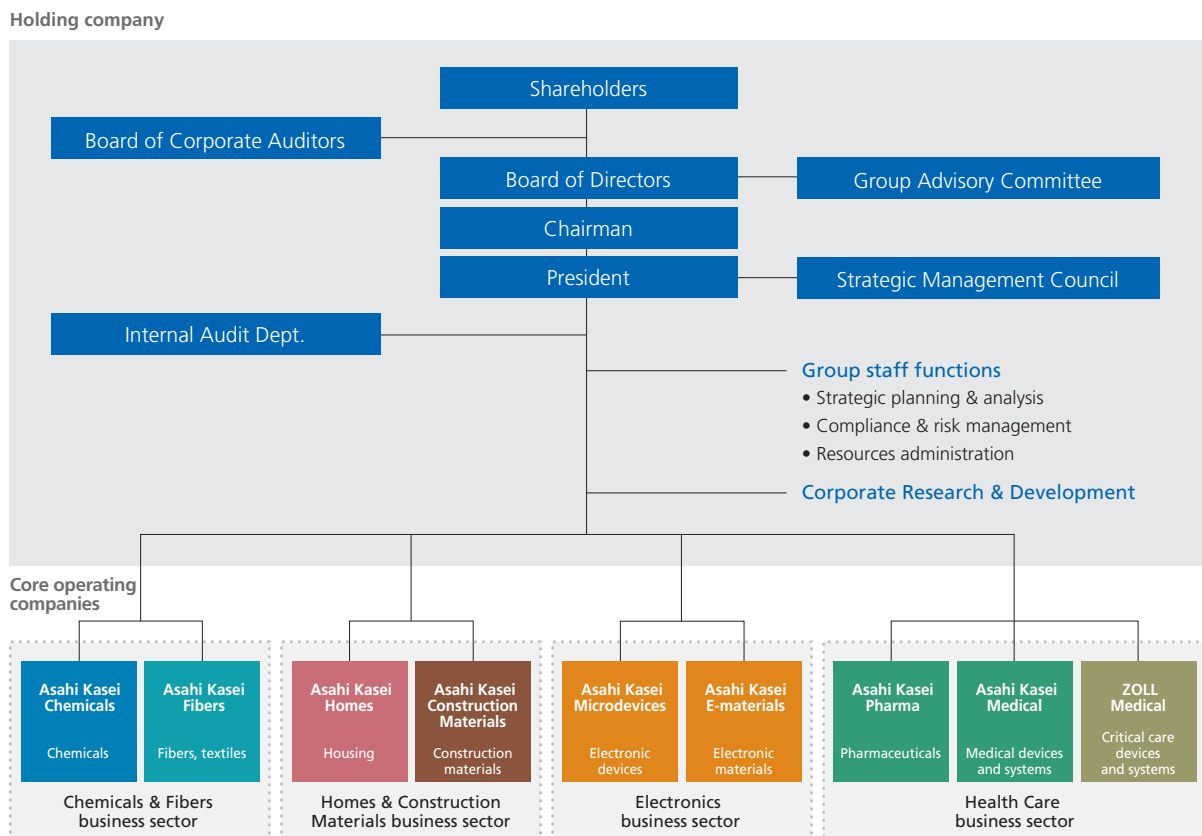 Holding company
Shareholders
Board of Corporate Auditors
Board of Directors
Group Advisory Committee
Chairman
President
Strategic Management Council
Internal Audit Dept.
Group staff functions
• Strategic planning & analysis
• Compliance & risk management
• Resources administration
Corporate Research & Development
Core operating
companies
Asahi Kasei
Chemicals
Chemicals
Asahi Kasei
Fibers
Fibers, textiles
Chemicals & Fibers
business sector
Asahi Kasei
Homes
Housing
Asahi Kasei
Construction
Materials
Construction
materials
Homes & Construction
Materials business sector
Asahi Kasei
Microdevices
Electronic
devices
Asahi Kasei
E-materials
Electronic
materials
Electronics
business sector
Asahi Kasei
Pharma
Pharmaceuticals
Asahi Kasei
Medical
Medical devices
and systems
ZOLL
Medical
Critical care
devices
and systems
Health Care
business sector